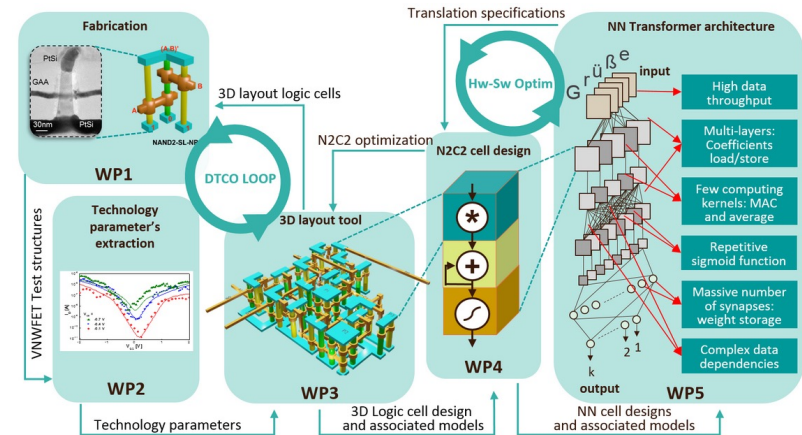 Fabrication
PtSi
GAA
30nm
PtSi
(A·B)'
A
B
NAND2-SL-NP
WP1
3D layout logic cells
DTCO LOOP
N2C2 optimization
Translation specifications
Hw-Sw Optim
VNWFET Test structures
Technology
parameter's
extraction
WP2
Technology parameters
3D layout tool
WP3
3D Logic cell design
and associated models
N2C2 cell design
*
+
WP4
NN cell designs
and associated models
NN Transformer architecture
Grüße
input
High data
throughput
Multi-layers:
Coefficients
load/store
Few computing
kernels: MAC
and average
Repetitive
sigmoid function
Massive number
of synapses:
weight storage
Complex data
dependencies
k
2
1
output
WP5